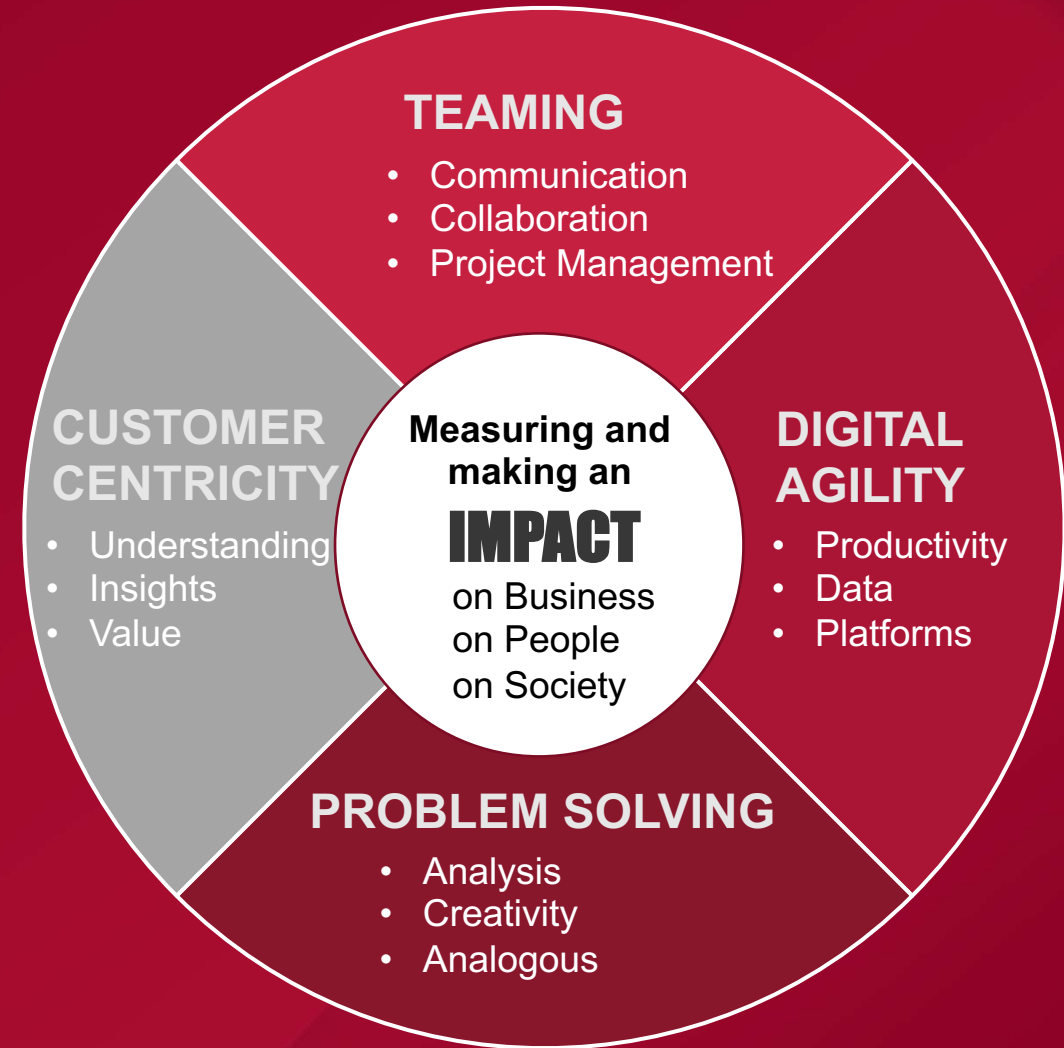 TEAMING
• Communication
• Collaboration
• Project Management
CUSTOMER
CENTRICITY
• Understanding
• Insights
• Value
Measuring and
making an
IMPACT
on Business
on People
on Society
DIGITAL
AGILITY
• Productivity
• Data
• Platforms
PROBLEM SOLVING
• Analysis
• Creativity
• Analogous